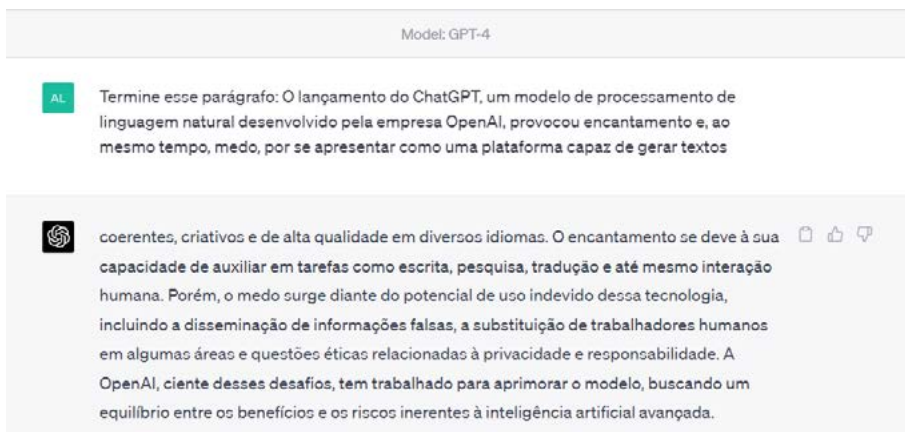 Model: GPT-4
AL
Termine esse parágrafo: O lançamento do ChatGPT, um modelo de processamento de
linguagem natural desenvolvido pela empresa OpenAI, provocou encantamento e, ao
mesmo tempo, medo, por se apresentar como uma plataforma capaz de gerar textos
coerentes, criativos e de alta qualidade em diversos idiomas. O encantamento se deve à sua
capacidade de auxiliar em tarefas como escrita, pesquisa, tradução e até mesmo interação
humana. Porém, o medo surge diante do potencial de uso indevido dessa tecnologia,
incluindo a disseminação de informações falsas, a substituição de trabalhadores humanos
em algumas áreas e questões éticas relacionadas à privacidade e responsabilidade. A
OpenAI, ciente desses desafios, tem trabalhado para aprimorar o modelo, buscando um
equilíbrio entre os benefícios e os riscos inerentes à inteligência artificial avançada.